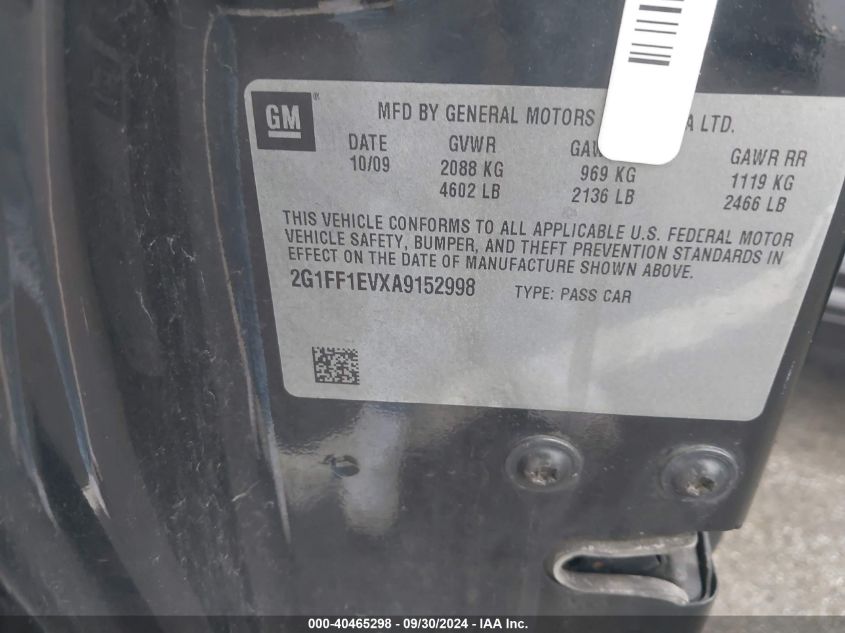 GM ®
MFD BY GENERAL MOTORS A LTD.
DATE GVWR GAW GAWR RR
10/09 2088 KG 969 KG 1119 KG
4602 LB 2136 LB 2466 LB
THIS VEHICLE CONFORMS TO ALL APPLICABLE U.S. FEDERAL MOTOR
VEHICLE SAFETY, BUMPER, AND THEFT PREVENTION STANDARDS IN
EFFECT ON THE DATE OF MANUFACTURE SHOWN ABOVE.
2G1FF1EVXA9152998 TYPE: PASS CAR
000-40465298 - 09/30/2024 - IAA Inc.